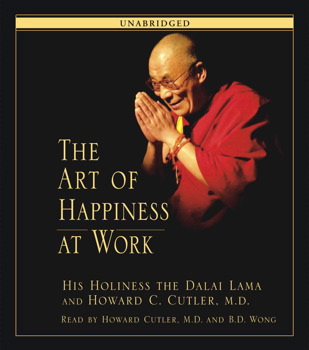 UNABRIDGED
THE
ART OF
HAPPINESS
AT WORK
HIS HOLINESS THE DALAI LAMA
AND HOWARD C. CUTLER, M.D.
READ BY HOWARD CUTLER, M.D. AND B.D. WONG